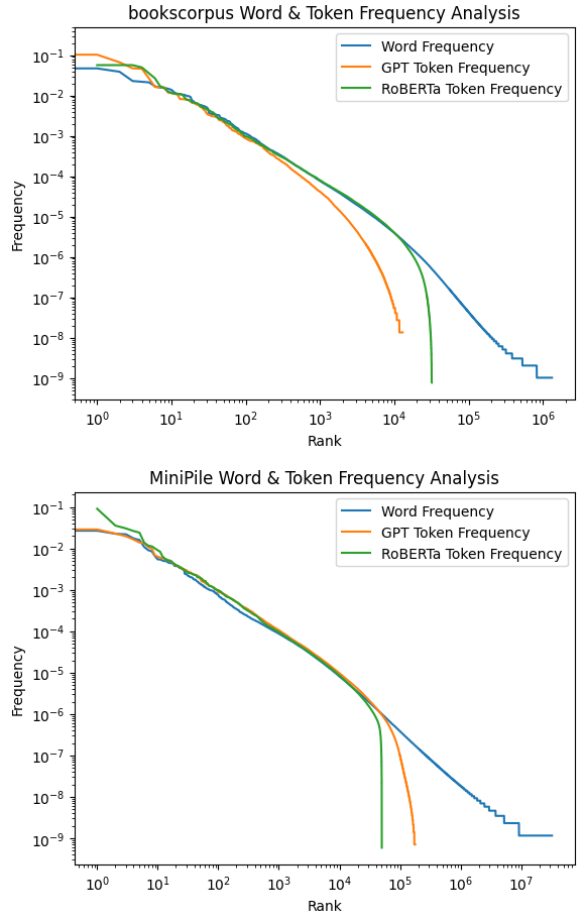 bookscorpus Word & Token Frequency Analysis
Word Frequency
GPT Token Frequency
RoBERTa Token Frequency
Frequency
10⁻¹
10⁻²
10⁻³
10⁻⁴
10⁻⁵
10⁻⁶
10⁻⁷
10⁻⁸
10⁻⁹
10⁰ 10¹ 10² 10³ 10⁴ 10⁵ 10⁶
Rank
MiniPile Word & Token Frequency Analysis
Word Frequency
GPT Token Frequency
RoBERTa Token Frequency
Frequency
10⁻¹
10⁻²
10⁻³
10⁻⁴
10⁻⁵
10⁻⁶
10⁻⁷
10⁻⁸
10⁻⁹
10⁰ 10¹ 10² 10³ 10⁴ 10⁵ 10⁶ 10⁷
Rank